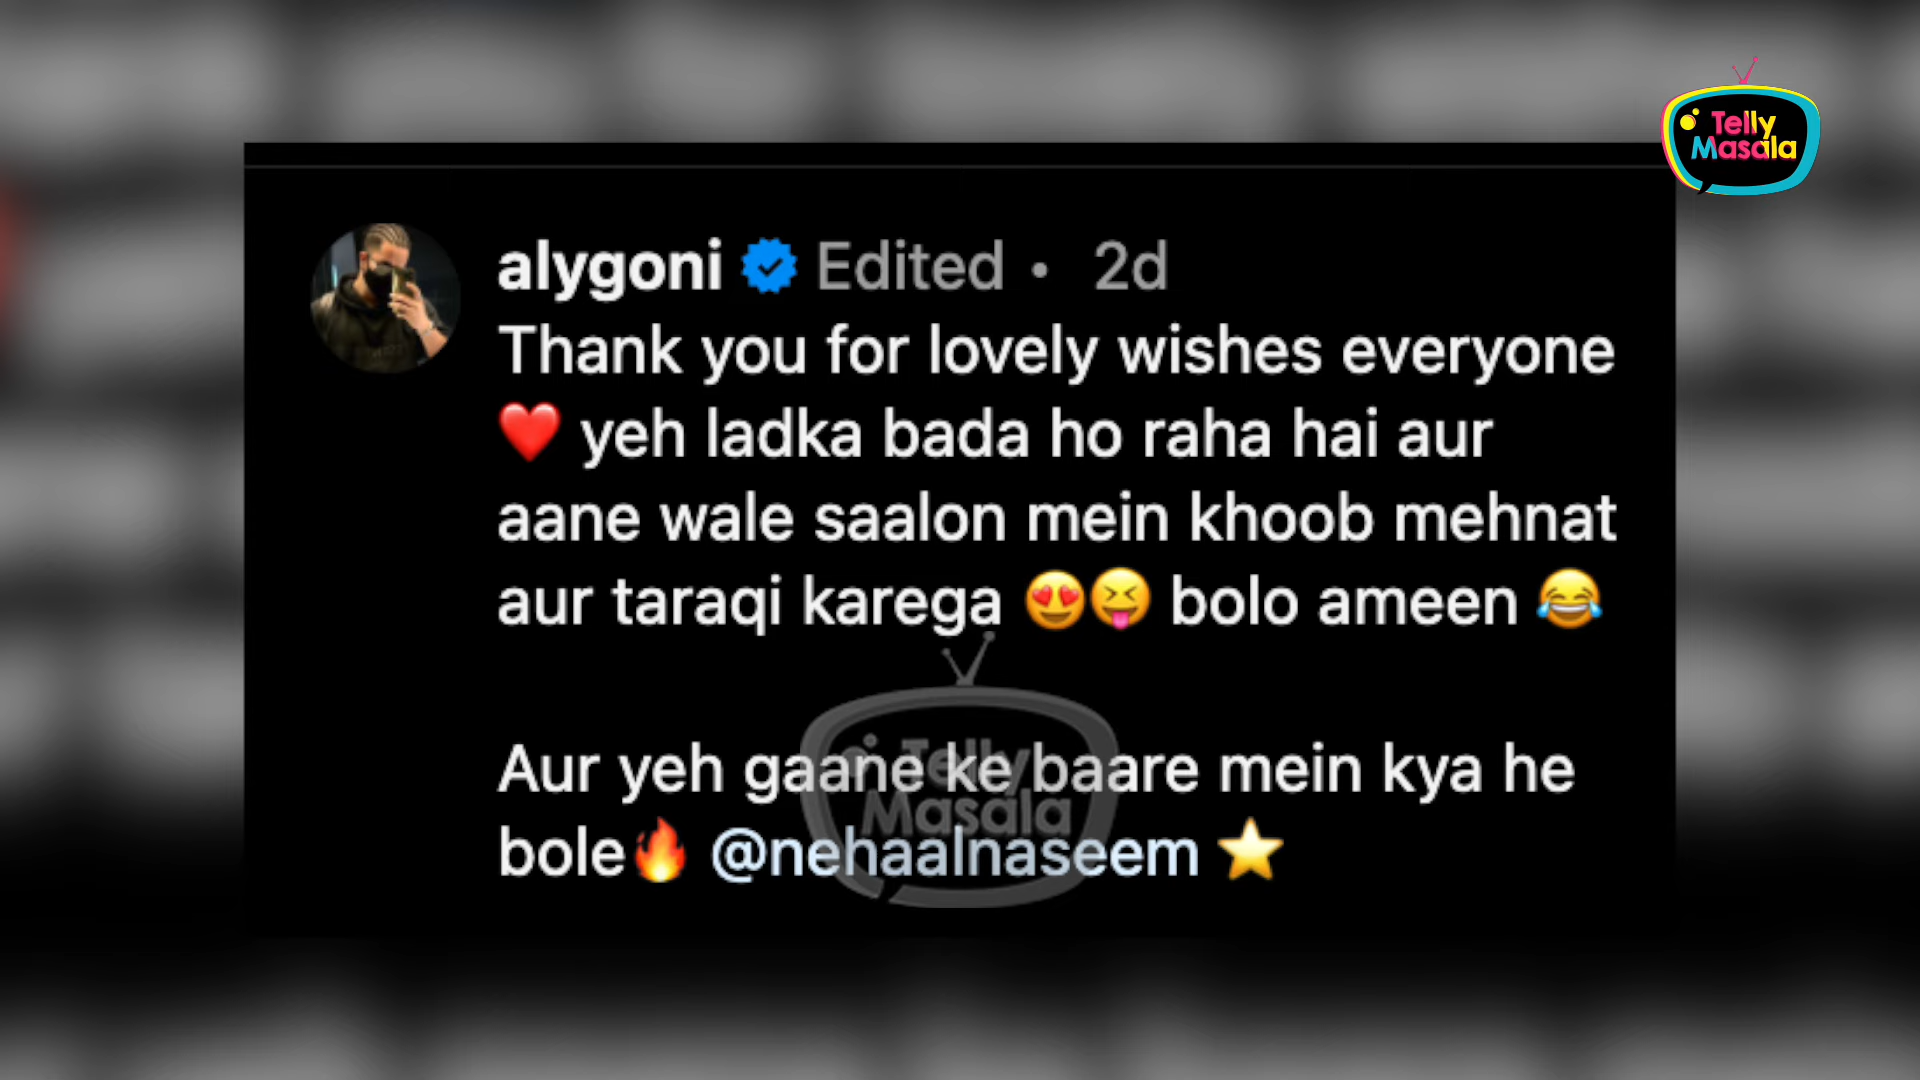 Telly
Masala
alygoni Edited • 2d
Thank you for lovely wishes everyone
❤️ yeh ladka bada ho raha hai aur
aane wale saalon mein khoob mehnat
aur taraqi karega 😍😝 bolo ameen 😂
Aur yeh gaane ke baare mein kya he
bole🔥 @nehaalnaseem ⭐
Telly
Masala